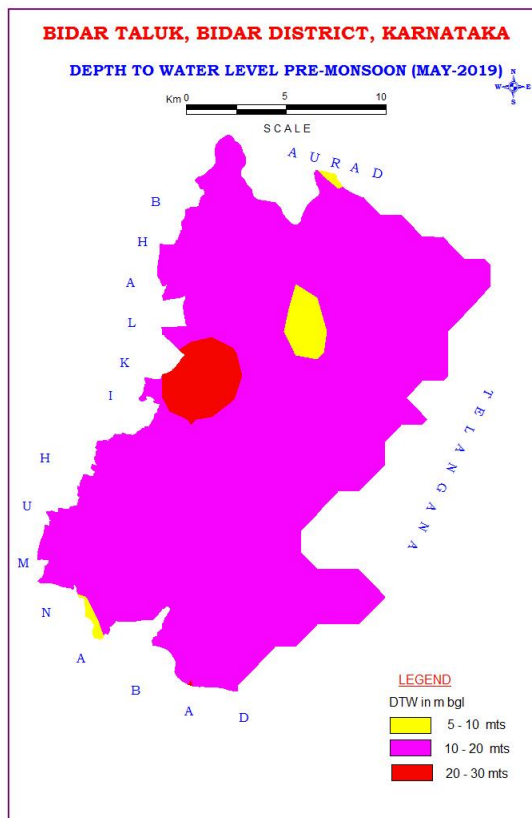 BIDAR TALUK, BIDAR DISTRICT, KARNATAKA
DEPTH TO WATER LEVEL PRE-MONSOON (MAY-2019)
N
W E
S
Km 0 5 10
SCALE
AURAD
BHALKI
TELANGANA
HUMNABAD
LEGEND
DTW in m bgl
5 - 10 mts
10 - 20 mts
20 - 30 mts